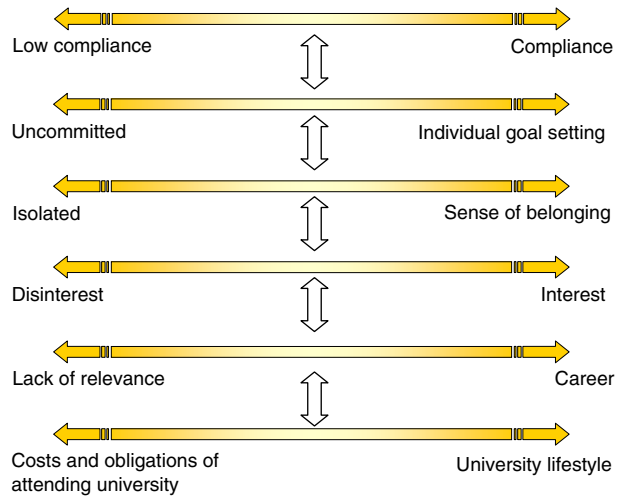 Low compliance
Compliance
Uncommitted
Individual goal setting
Isolated
Sense of belonging
Disinterest
Interest
Lack of relevance
Career
Costs and obligations of
attending university
University lifestyle